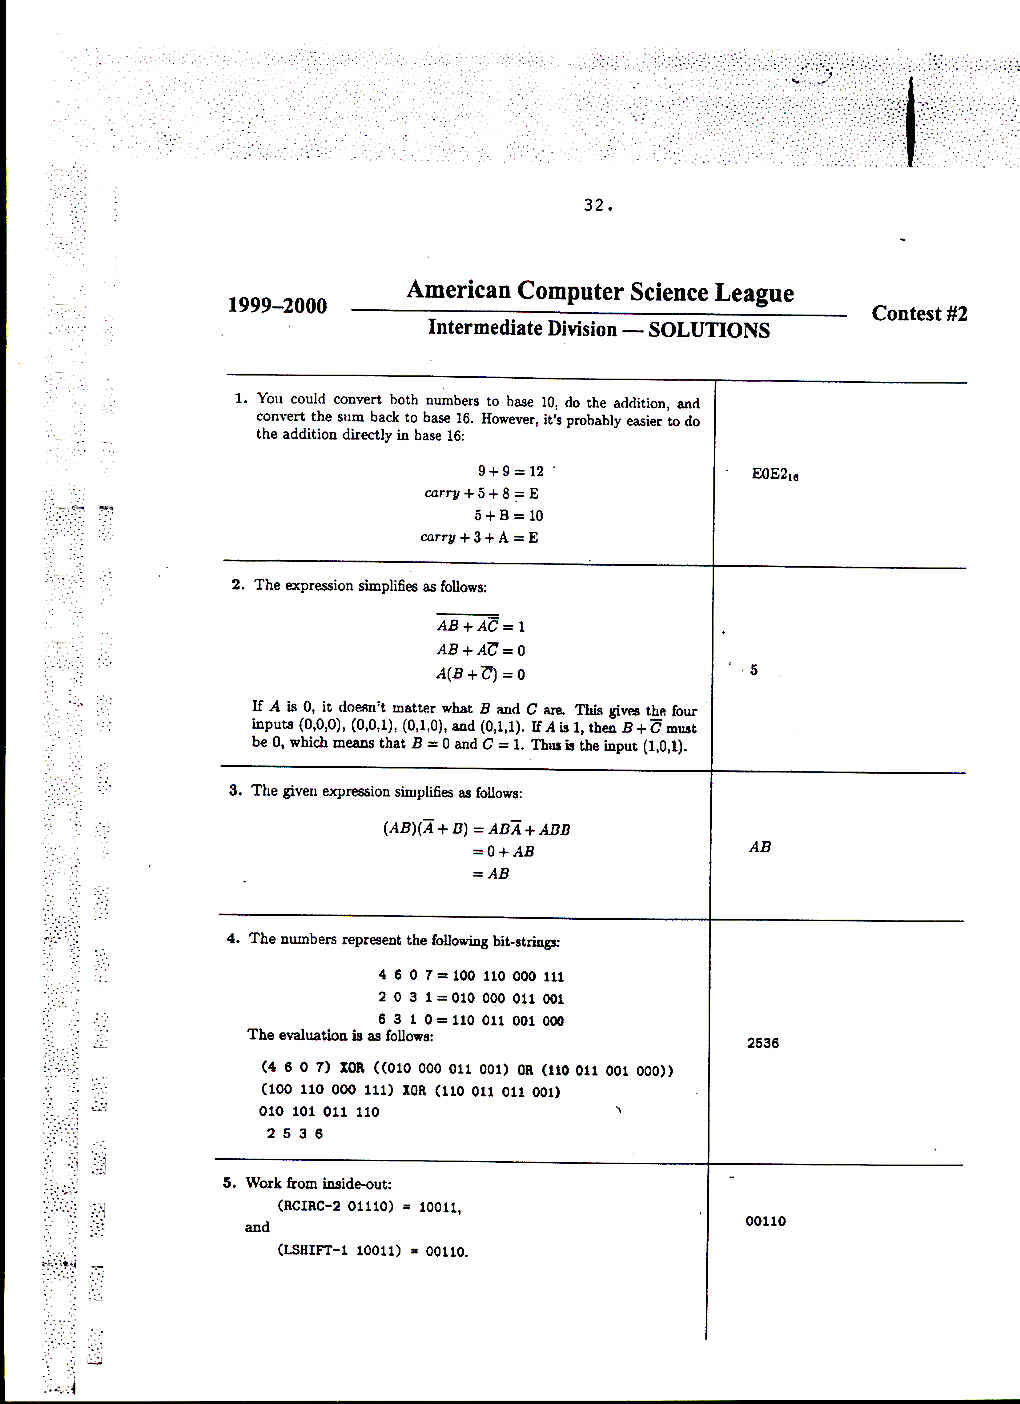 32.
1999–2000
American Computer Science League
Contest #2
Intermediate Division — SOLUTIONS
1. You could convert both numbers to base 10, do the addition, and
convert the sum back to base 16. However, it's probably easier to do
the addition directly in base 16:
9 + 9 = 12
carry + 5 + 8 = E
5 + B = 10
carry + 3 + A = E
E0E2₁₆
2. The expression simplifies as follows:
\overline{AB + A\overline{C}} = 1
AB + A\overline{C} = 0
A(B + \overline{C}) = 0
If A is 0, it doesn't matter what B and C are. This gives the four
inputs (0,0,0), (0,0,1), (0,1,0), and (0,1,1). If A is 1, then B + \overline{C} must
be 0, which means that B = 0 and C = 1. Thus is the input (1,0,1).
5
3. The given expression simplifies as follows:
(AB)(\overline{A} + B) = AB\overline{A} + ABB
= 0 + AB
= AB
AB
4. The numbers represent the following bit-strings:
4 6 0 7 = 100 110 000 111
2 0 3 1 = 010 000 011 001
6 3 1 0 = 110 011 001 000
The evaluation is as follows:
(4 6 0 7) XOR ((010 000 011 001) OR (110 011 001 000))
(100 110 000 111) XOR (110 011 011 001)
010 101 011 110
2 5 3 6
2536
5. Work from inside-out:
(RCIRC-2 01110) = 10011,
and
(LSHIFT-1 10011) = 00110.
00110